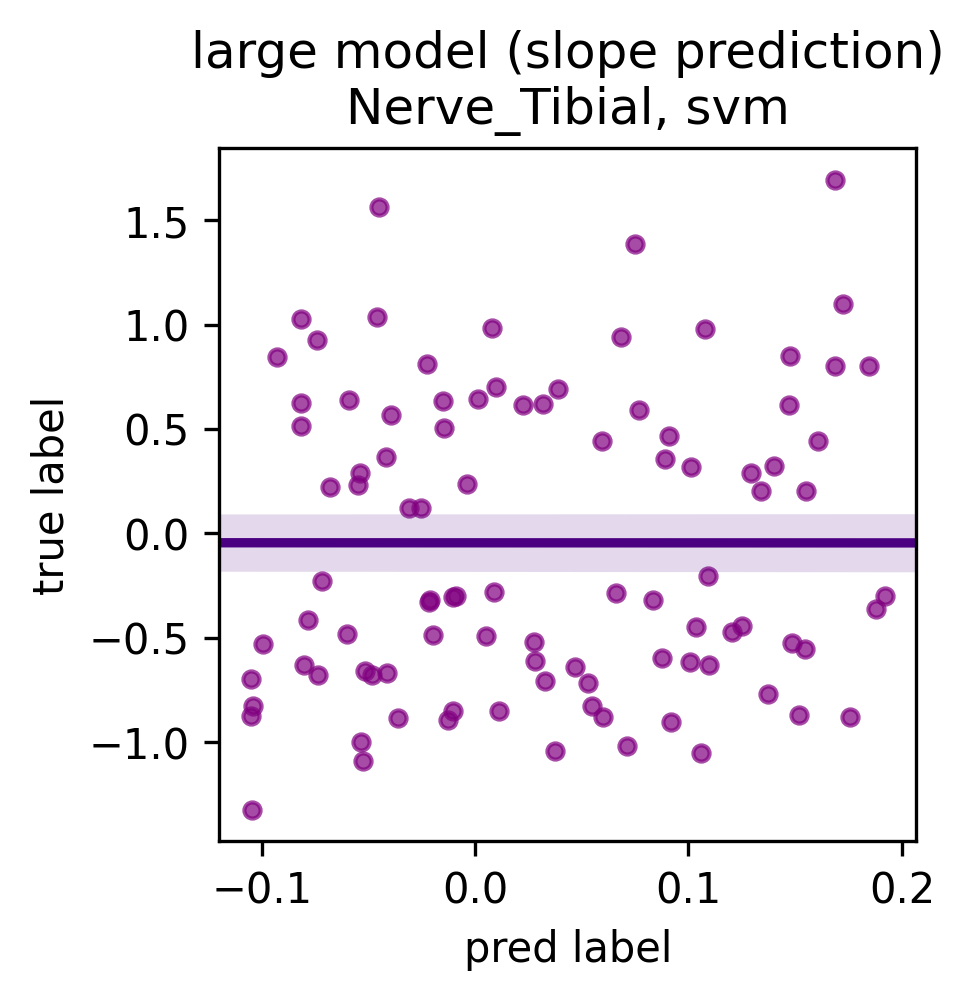 large model (slope prediction)
Nerve_Tibial, svm
1.5
1.0
0.5
0.0
−0.5
−1.0
true label
−0.1
0.0
0.1
0.2
pred label